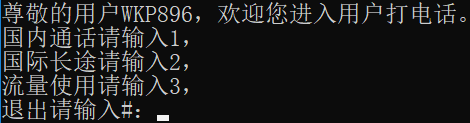 尊敬的用户WKP896，欢迎您进入用户打电话。
国内通话请输入1，
国际长途请输入2，
流量使用请输入3，
退出请输入#：